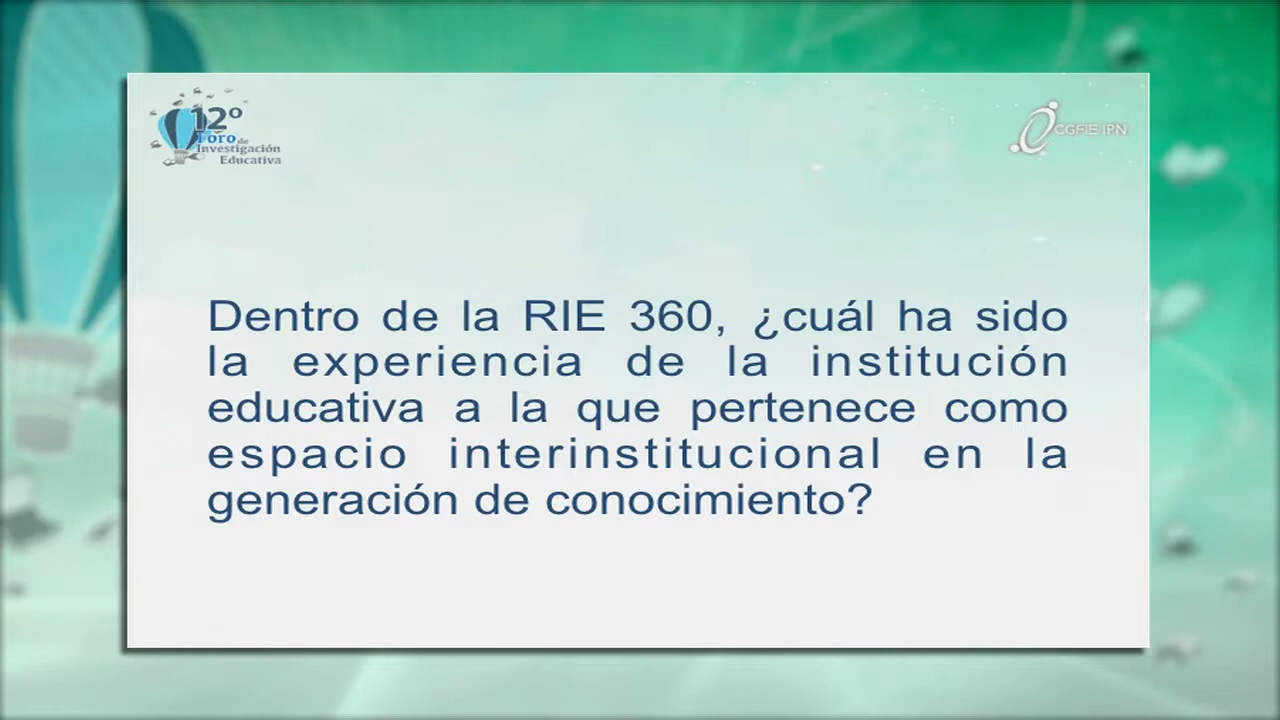 12º
Foro de
Investigación
Educativa
CGFIE IPN
Dentro de la RIE 360, ¿cuál ha sido
la experiencia de la institución
educativa a la que pertenece como
espacio interinstitucional en la
generación de conocimiento?